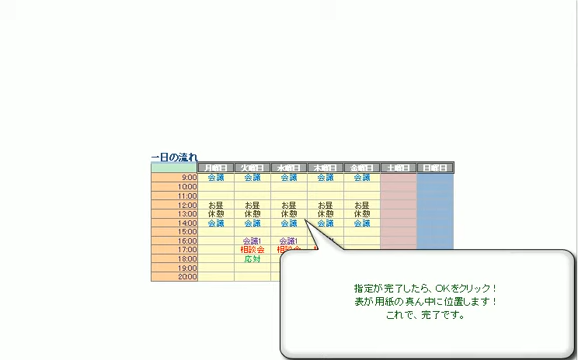 一日の流れ
月曜日 火曜日 水曜日 木曜日 金曜日 土曜日 日曜日
9:00 会議 会議 会議 会議 会議
10:00
11:00
12:00 お昼 お昼 お昼 お昼 お昼
13:00 休憩 休憩 休憩 休憩 休憩
14:00 会議 会議 会議 会議 会議
15:00
16:00 会議1 会議1
17:00 相談会
18:00 応対
19:00
20:00
指定が完了したら、OKをクリック！
表が用紙の真ん中に位置します！
これで、完了です。